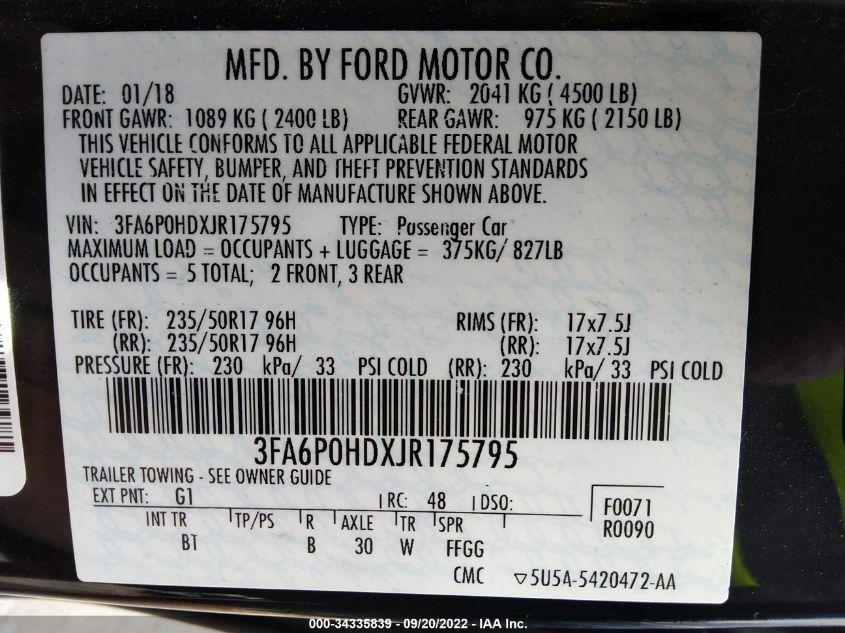 MFD. BY FORD MOTOR CO.
DATE: 01/18 GVWR: 2041 KG ( 4500 LB)
FRONT GAWR: 1089 KG ( 2400 LB) REAR GAWR: 975 KG ( 2150 LB)
THIS VEHICLE CONFORMS TO ALL APPLICABLE FEDERAL MOTOR
VEHICLE SAFETY, BUMPER, AND THEFT PREVENTION STANDARDS
IN EFFECT ON THE DATE OF MANUFACTURE SHOWN ABOVE.
VIN: 3FA6P0HDXJR175795 TYPE: Passenger Car
MAXIMUM LOAD = OCCUPANTS + LUGGAGE = 375KG/ 827LB
OCCUPANTS = 5 TOTAL; 2 FRONT, 3 REAR
TIRE (FR): 235/50R17 96H RIMS (FR): 17x7.5J
(RR): 235/50R17 96H (RR): 17x7.5J
PRESSURE (FR): 230 kPa/ 33 PSI COLD (RR): 230 kPa/ 33 PSI COLD
3FA6P0HDXJR175795
TRAILER TOWING - SEE OWNER GUIDE
EXT PNT: G1 RC: 48 DSO: F0071
INT TR TP/PS R AXLE TR SPR R0090
BT B 30 W FFGG
CMC ▽5U5A-5420472-AA
000-34335839 - 09/20/2022 - IAA Inc.